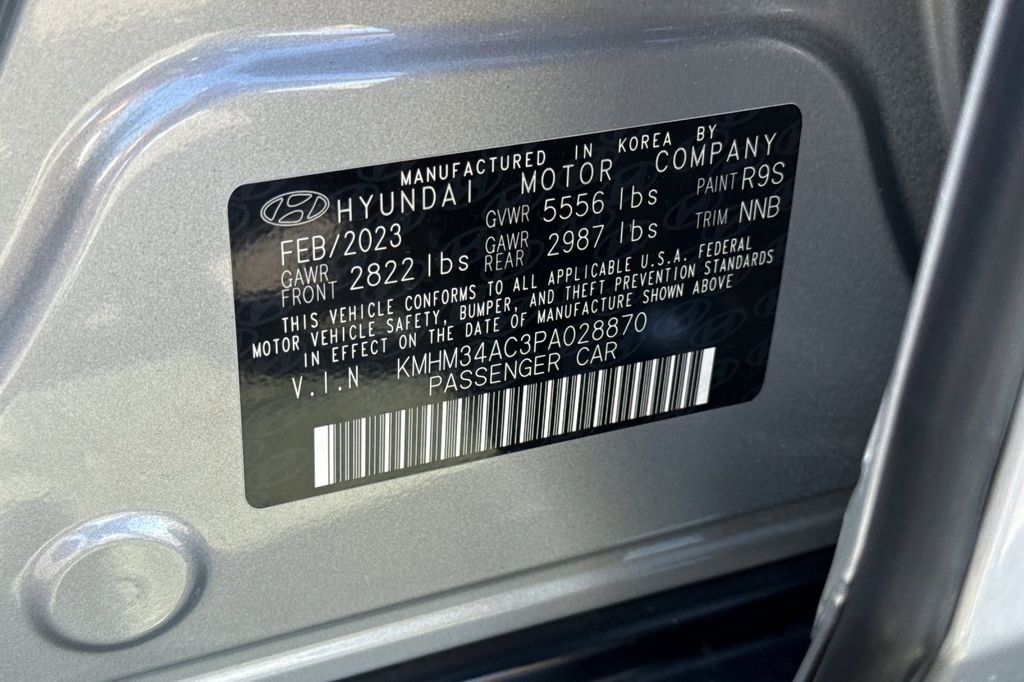 MANUFACTURED IN KOREA BY
HYUNDAI MOTOR COMPANY
FEB/2023 GVWR 5556 lbs PAINT R9S
GAWR FRONT 2822 lbs GAWR REAR 2987 lbs TRIM NNB
THIS VEHICLE CONFORMS TO ALL APPLICABLE U.S.A. FEDERAL
MOTOR VEHICLE SAFETY, BUMPER, AND THEFT PREVENTION STANDARDS
IN EFFECT ON THE DATE OF MANUFACTURE SHOWN ABOVE
V.I.N KMHM34AC3PA028870
PASSENGER CAR